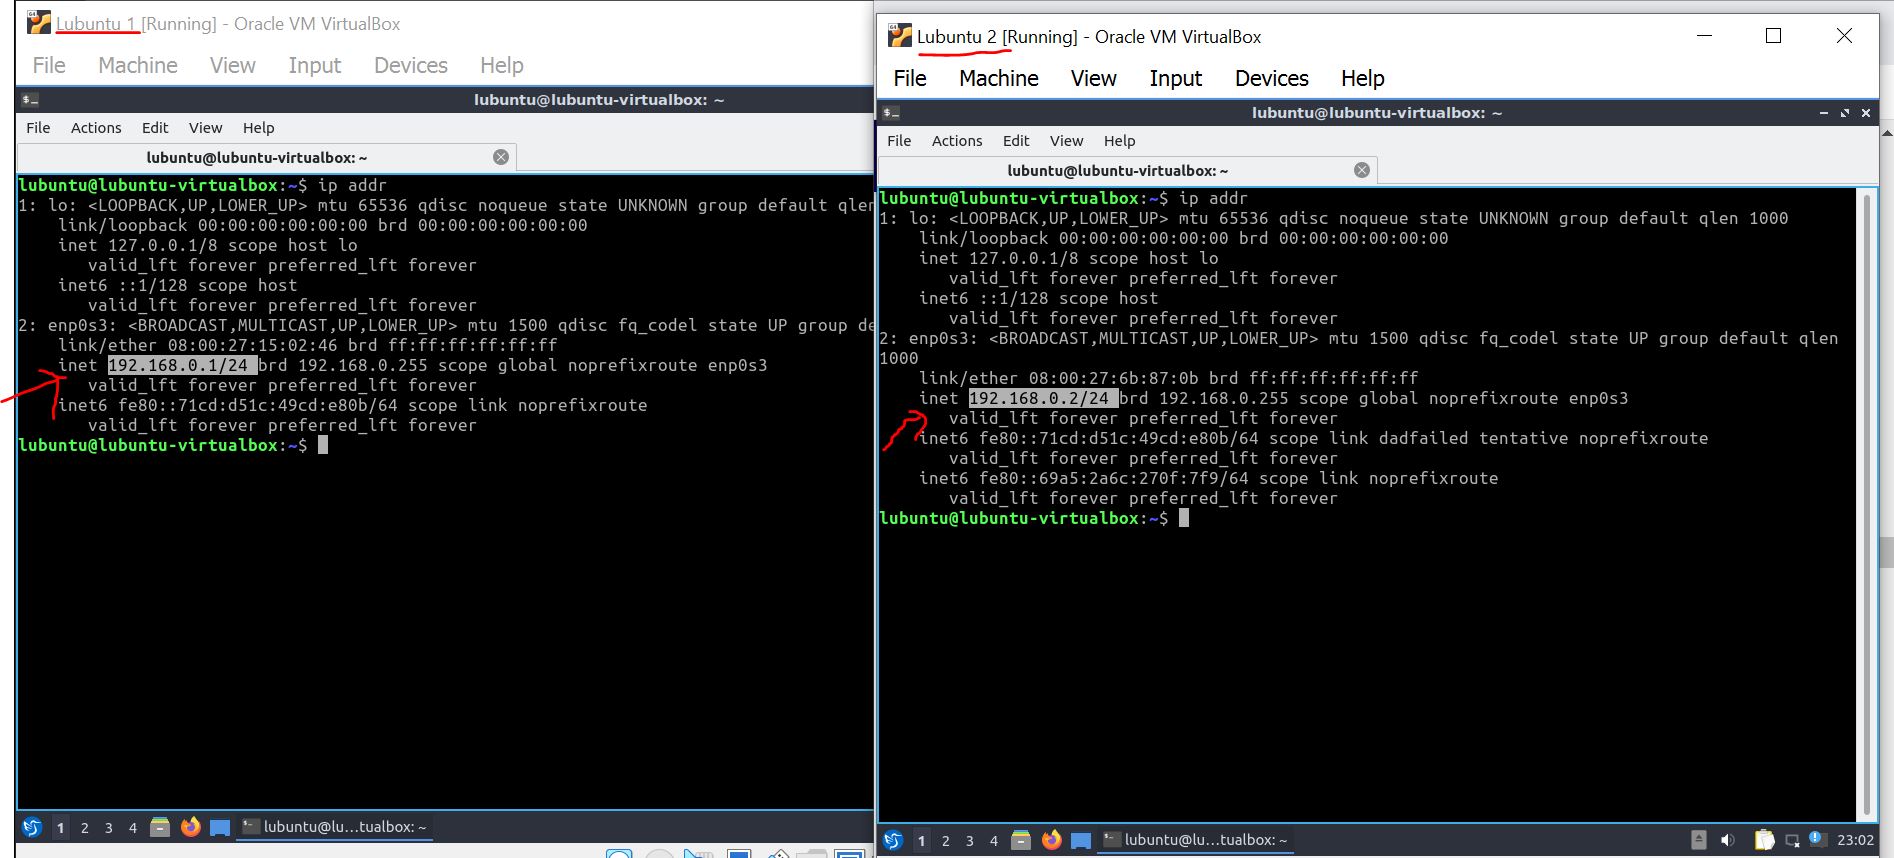 Lubuntu 1 [Running] - Oracle VM VirtualBox
File Machine View Input Devices Help
lubuntu@lubuntu-virtualbox: ~
File Actions Edit View Help
lubuntu@lubuntu-virtualbox: ~
lubuntu@lubuntu-virtualbox:~$ ip addr
1: lo: <LOOPBACK,UP,LOWER_UP> mtu 65536 qdisc noqueue state UNKNOWN group default qlen
link/loopback 00:00:00:00:00:00 brd 00:00:00:00:00:00
inet 127.0.0.1/8 scope host lo
valid_lft forever preferred_lft forever
inet6 ::1/128 scope host
valid_lft forever preferred_lft forever
2: enp0s3: <BROADCAST,MULTICAST,UP,LOWER_UP> mtu 1500 qdisc fq_codel state UP group de
link/ether 08:00:27:15:02:46 brd ff:ff:ff:ff:ff:ff
inet 192.168.0.1/24 brd 192.168.0.255 scope global noprefixroute enp0s3
valid_lft forever preferred_lft forever
inet6 fe80::71cd:d51c:49cd:e80b/64 scope link noprefixroute
valid_lft forever preferred_lft forever
lubuntu@lubuntu-virtualbox:~$
1 2 3 4 lubuntu@lu...tualbox: ~
Lubuntu 2 [Running] - Oracle VM VirtualBox
File Machine View Input Devices Help
lubuntu@lubuntu-virtualbox: ~
File Actions Edit View Help
lubuntu@lubuntu-virtualbox: ~
lubuntu@lubuntu-virtualbox:~$ ip addr
1: lo: <LOOPBACK,UP,LOWER_UP> mtu 65536 qdisc noqueue state UNKNOWN group default qlen 1000
link/loopback 00:00:00:00:00:00 brd 00:00:00:00:00:00
inet 127.0.0.1/8 scope host lo
valid_lft forever preferred_lft forever
inet6 ::1/128 scope host
valid_lft forever preferred_lft forever
2: enp0s3: <BROADCAST,MULTICAST,UP,LOWER_UP> mtu 1500 qdisc fq_codel state UP group default qlen
1000
link/ether 08:00:27:6b:87:0b brd ff:ff:ff:ff:ff:ff
inet 192.168.0.2/24 brd 192.168.0.255 scope global noprefixroute enp0s3
valid_lft forever preferred_lft forever
inet6 fe80::71cd:d51c:49cd:e80b/64 scope link dadfailed tentative noprefixroute
valid_lft forever preferred_lft forever
inet6 fe80::69a5:2a6c:270f:7f9/64 scope link noprefixroute
valid_lft forever preferred_lft forever
lubuntu@lubuntu-virtualbox:~$
1 2 3 4 lubuntu@lu...tualbox: ~ 23:02